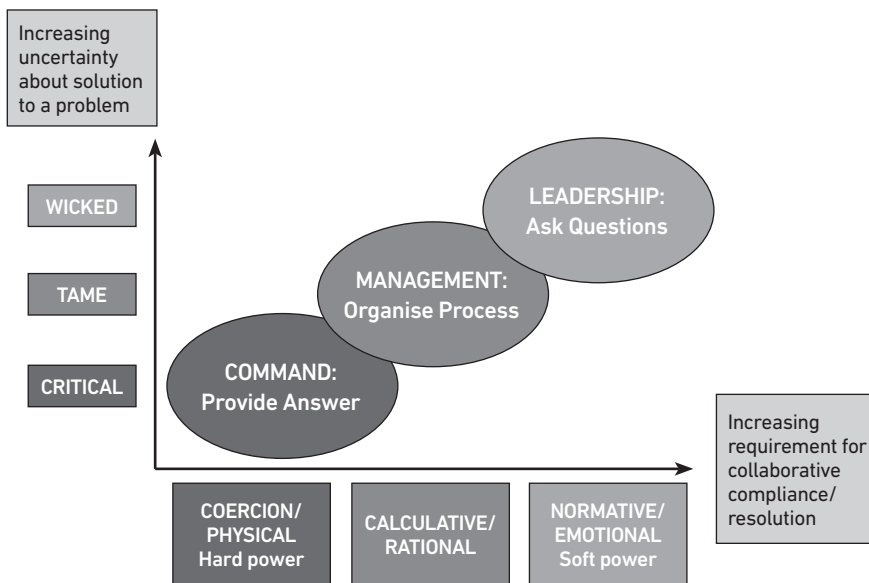 Increasing
uncertainty
about solution
to a problem
WICKED
TAME
CRITICAL
LEADERSHIP:
Ask Questions
MANAGEMENT:
Organise Process
COMMAND:
Provide Answer
Increasing
requirement for
collaborative
compliance/
resolution
COERCION/
PHYSICAL
Hard power
CALCULATIVE/
RATIONAL
NORMATIVE/
EMOTIONAL
Soft power